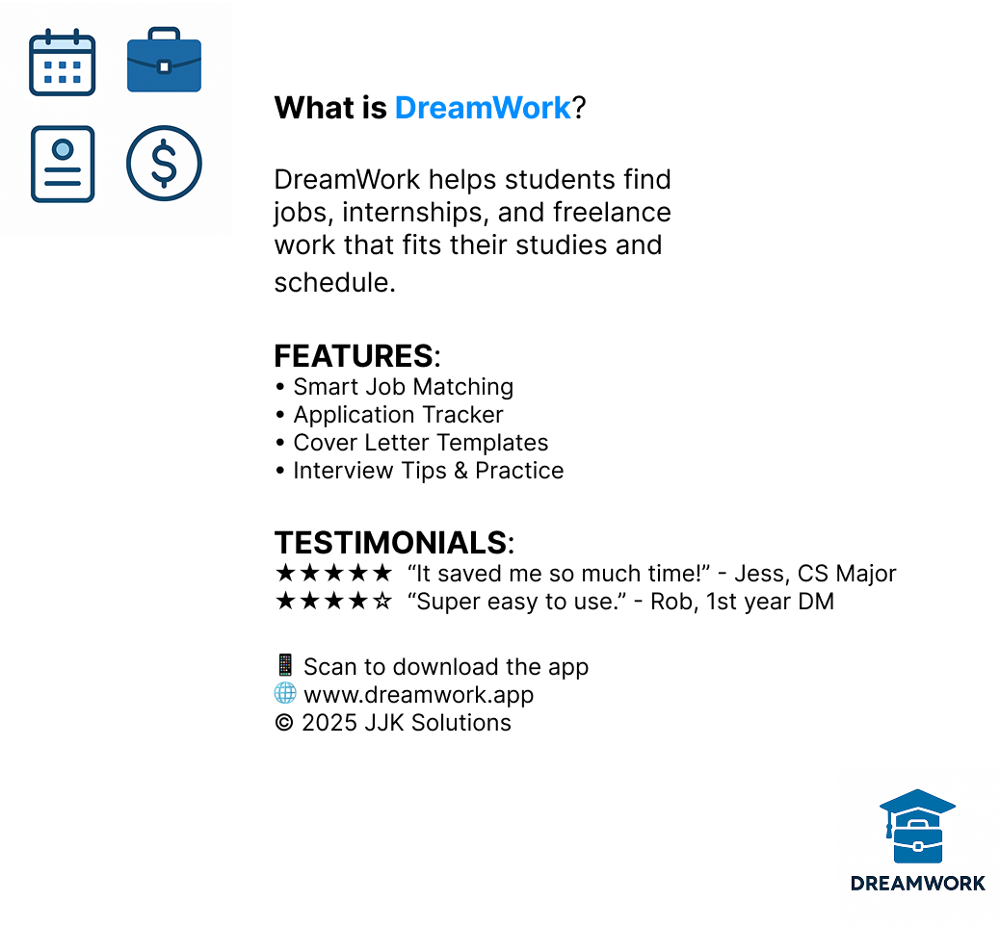 What is DreamWork?
DreamWork helps students find
jobs, internships, and freelance
work that fits their studies and
schedule.
FEATURES:
• Smart Job Matching
• Application Tracker
• Cover Letter Templates
• Interview Tips & Practice
TESTIMONIALS:
★★★★★ “It saved me so much time!” - Jess, CS Major
★★★★☆ “Super easy to use.” - Rob, 1st year DM
📱 Scan to download the app
🌐 www.dreamwork.app
© 2025 JJK Solutions
DREAMWORK